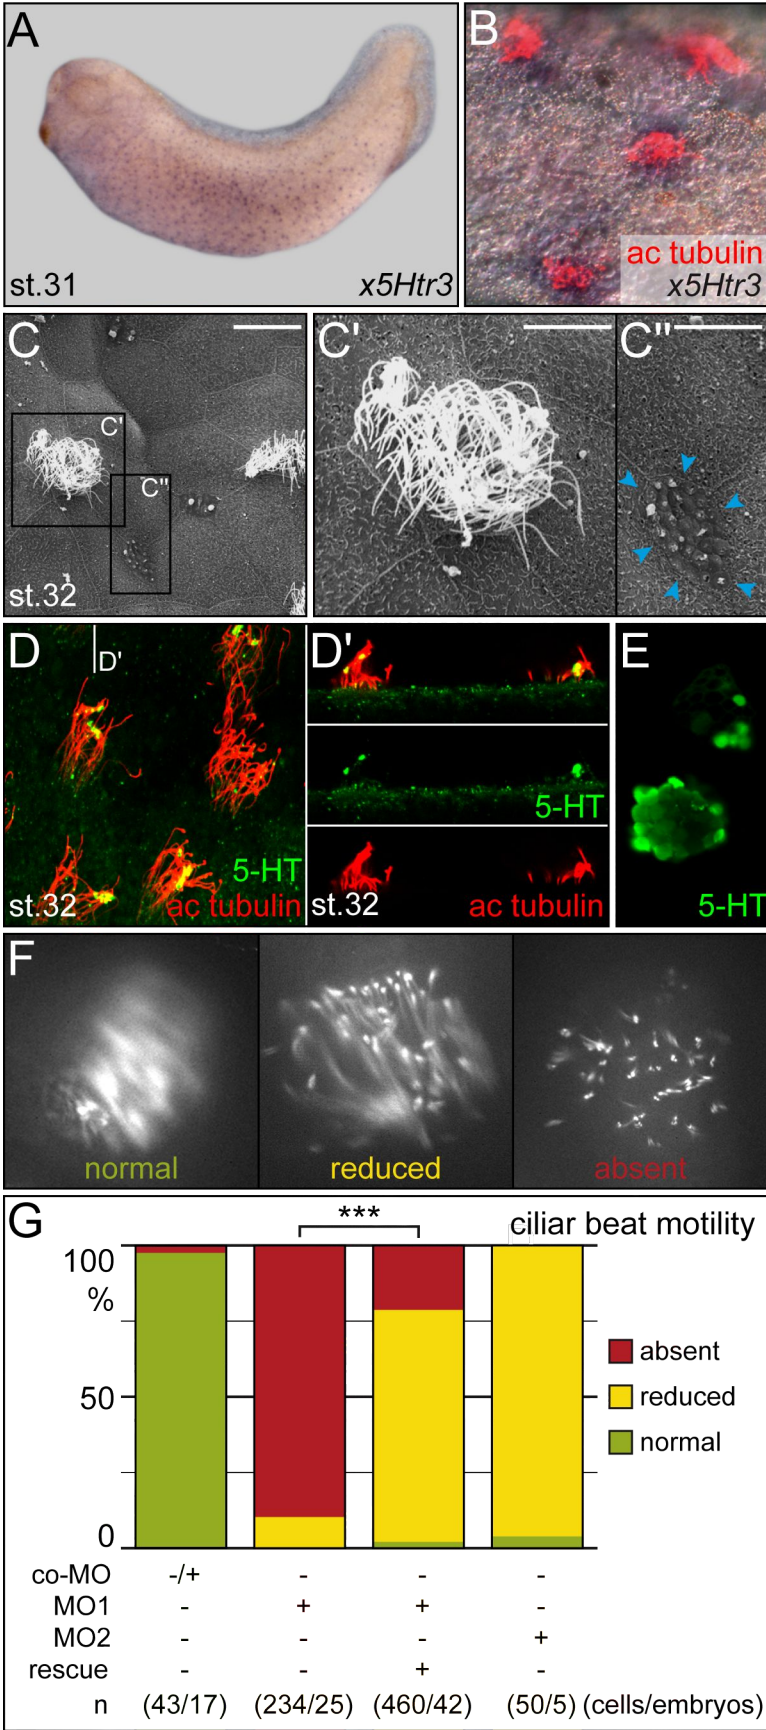 A
st.31
x5Htr3
B
ac tubulin
x5Htr3
C
C'
C"
st.32
C'
C"
D
D'
5-HT
st.32
ac tubulin
D'
5-HT
st.32
ac tubulin
E
5-HT
F
normal
reduced
absent
G
***
ciliar beat motility
100
%
50
0
absent
reduced
normal
co-MO -/+ - - -
MO1 - + + -
MO2 - - - +
rescue - - + -
n (43/17) (234/25) (460/42) (50/5) (cells/embryos)